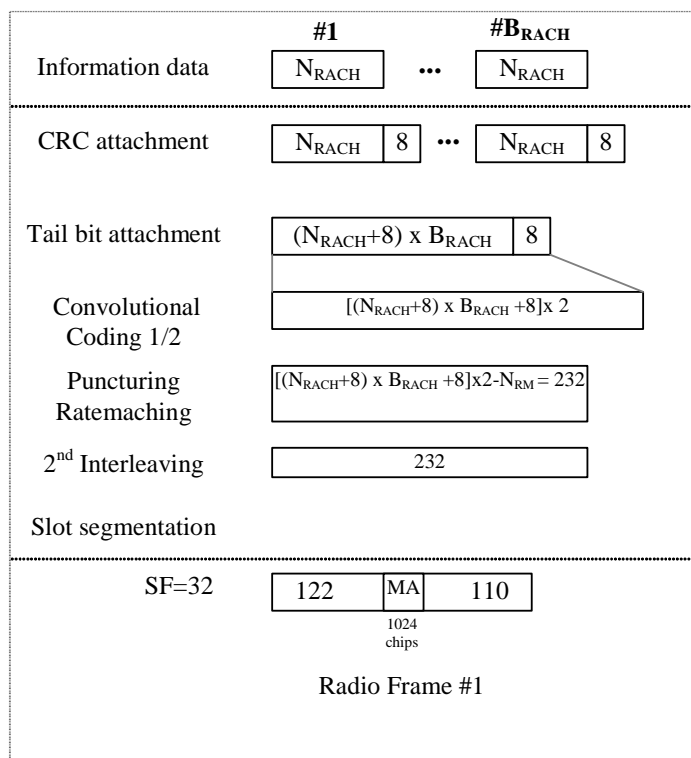 #1 #B_RACH
Information data N_RACH ... N_RACH
CRC attachment N_RACH 8 ... N_RACH 8
Tail bit attachment (N_RACH+8) x B_RACH 8
Convolutional
Coding 1/2
[(N_RACH+8) x B_RACH +8]x 2
Puncturing
Ratemaching
[(N_RACH+8) x B_RACH +8]x2-N_RM = 232
2nd Interleaving 232
Slot segmentation
SF=32 122 MA 110
1024
chips
Radio Frame #1